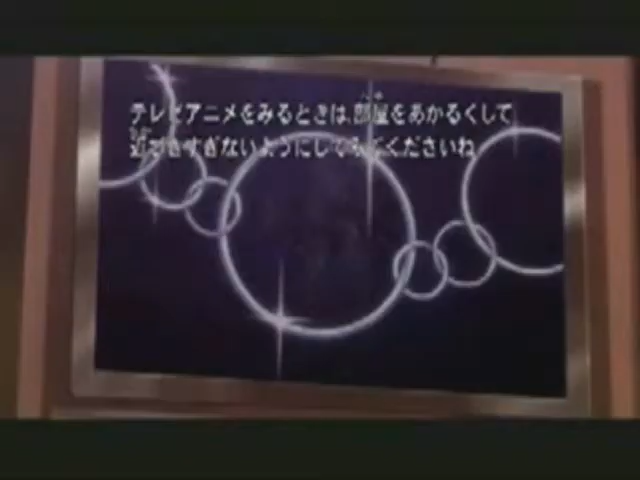 テレビアニメをみるときは、部屋をあかるくして
近づきすぎないようにしてみてくださいね